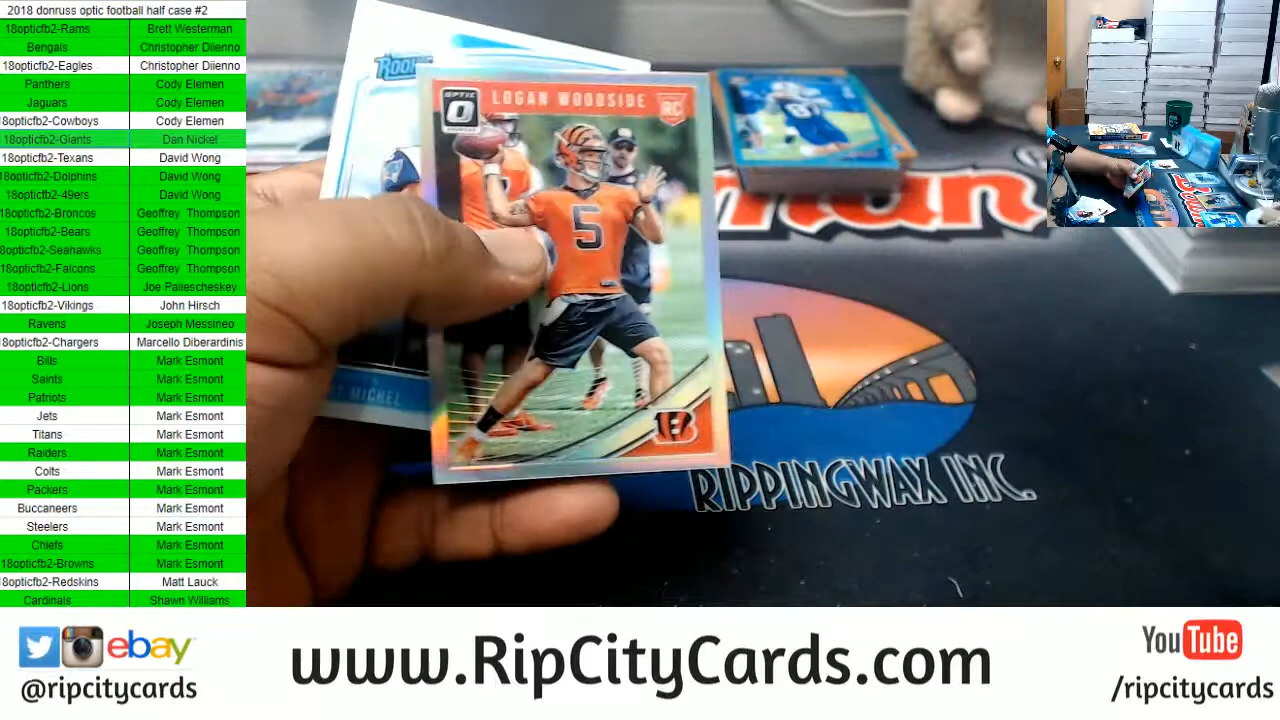 2018 donruss optic football half case #2
18opticfb2-Rams Brett Westerman
Bengals Christopher Diienno
18opticfb2-Eagles Christopher Diienno
Panthers Cody Elemen
Jaguars Cody Elemen
18opticfb2-Cowboys Cody Elemen
18opticfb2-Giants Dan Nickel
18opticfb2-Texans David Wong
18opticfb2-Dolphins David Wong
18opticfb2-49ers David Wong
18opticfb2-Broncos Geoffrey Thompson
18opticfb2-Bears Geoffrey Thompson
18opticfb2-Seahawks Geoffrey Thompson
18opticfb2-Falcons Geoffrey Thompson
18opticfb2-Lions Joe Paliescheskey
18opticfb2-Vikings John Hirsch
Ravens Joseph Messineo
18opticfb2-Chargers Marcello Diberardinis
Bills Mark Esmont
Saints Mark Esmont
Patriots Mark Esmont
Jets Mark Esmont
Titans Mark Esmont
Raiders Mark Esmont
Colts Mark Esmont
Packers Mark Esmont
Buccaneers Mark Esmont
Steelers Mark Esmont
Chiefs Mark Esmont
18opticfb2-Browns Mark Esmont
18opticfb2-Redskins Matt Lauck
Cardinals Shawn Williams
OPTIC
LOGAN WOODSIDE
RC
5
MICHEL
RIPPINGWAX INC.
ebay
@ripcitycards
www.RipCityCards.com
YouTube
/ripcitycards